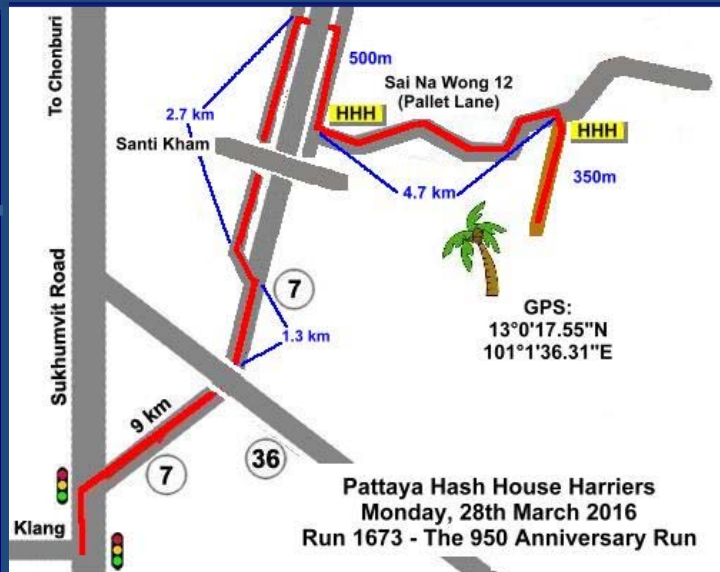 To Chonburi
500m
Sai Na Wong 12
(Pallet Lane)
2.7 km
HHH
HHH
Santi Kham
4.7 km
350m
7
GPS:
13°0'17.55"N
101°1'36.31"E
1.3 km
Sukhumvit Road
9 km
36
7
Klang
Pattaya Hash House Harriers
Monday, 28th March 2016
Run 1673 - The 950 Anniversary Run